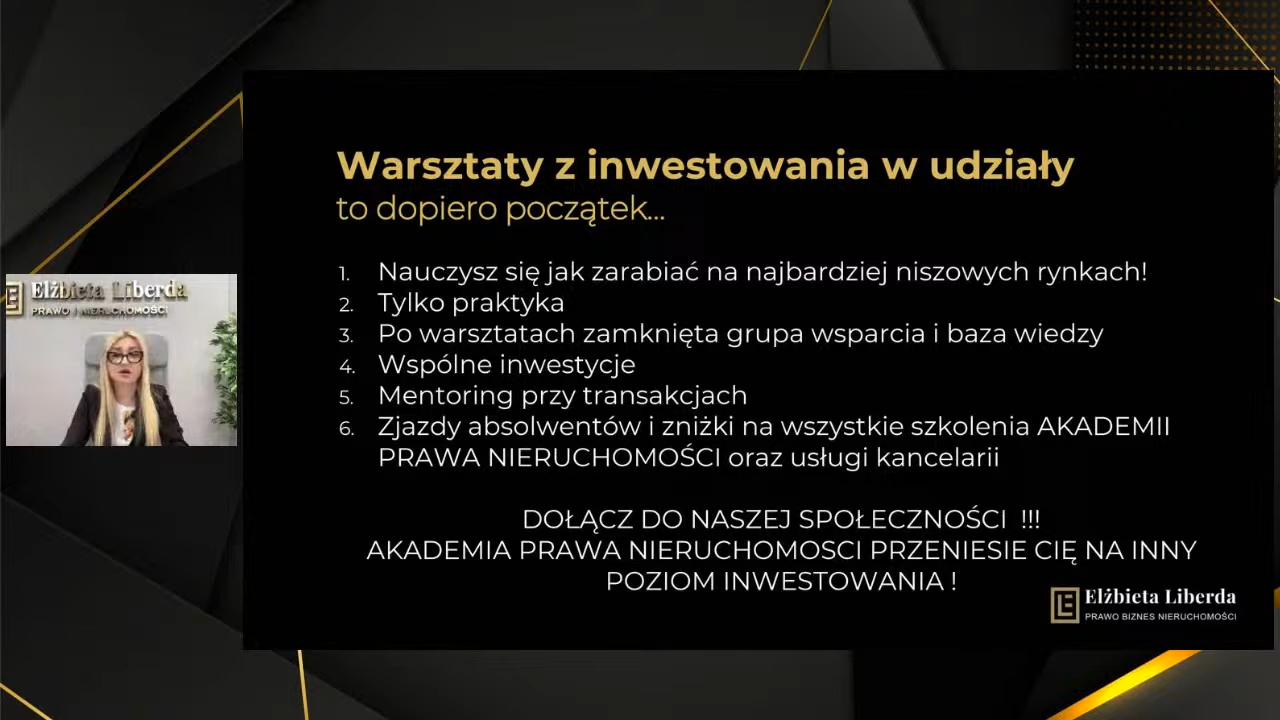 Warsztaty z inwestowania w udziały
to dopiero początek...
1. Nauczysz się jak zarabiać na najbardziej niszowych rynkach!
2. Tylko praktyka
3. Po warsztatach zamknięta grupa wsparcia i baza wiedzy
4. Wspólne inwestycje
5. Mentoring przy transakcjach
6. Zjazdy absolwentów i zniżki na wszystkie szkolenia AKADEMII
PRAWA NIERUCHOMOŚCI oraz usługi kancelarii
DOŁĄCZ DO NASZEJ SPOŁECZNOŚCI !!!
AKADEMIA PRAWA NIERUCHOMOSCI PRZENIESIE CIĘ NA INNY
POZIOM INWESTOWANIA !
Elżbieta Liberda
PRAWO BIZNES NIERUCHOMOŚCI
Elżbieta Liberda
PRAWO I NIERUCHOMOŚCI